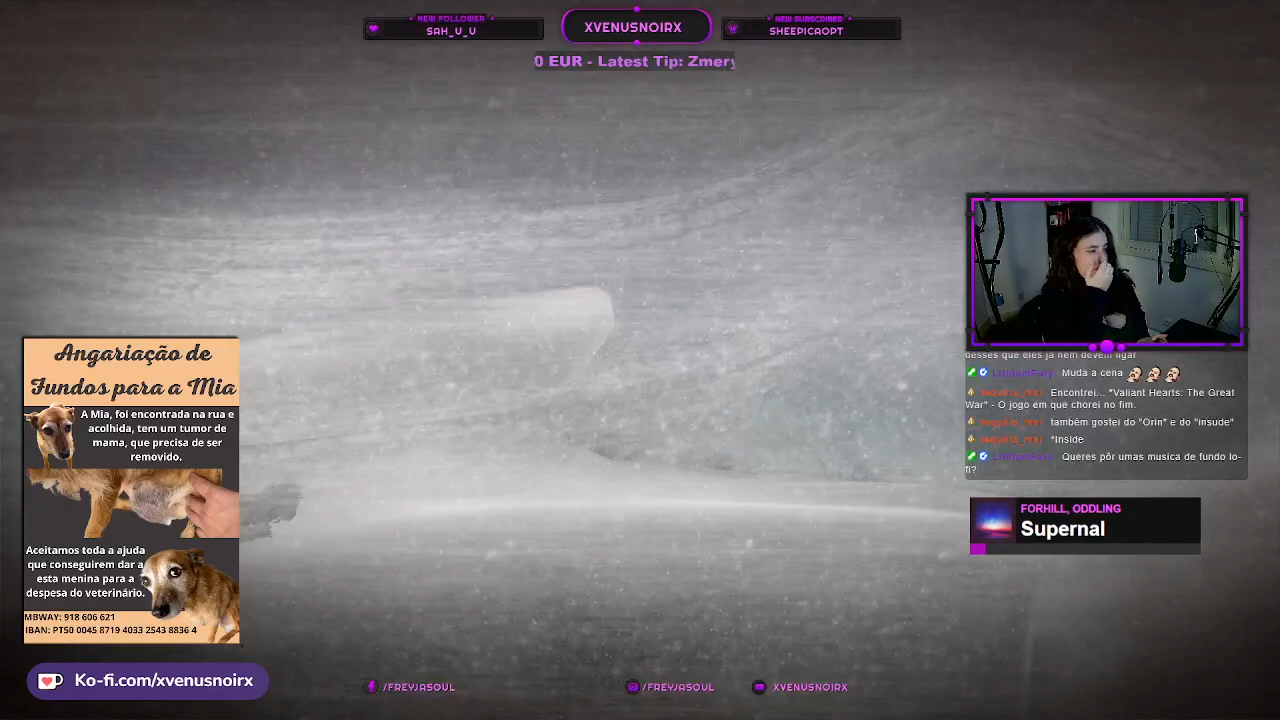 NEW FOLLOWER
SAH_U_U
XVENUSNOIRX
NEW SUBSCRIBED
SHEEPICAOPT
0 EUR - Latest Tip: Zmery
Angariação de
Fundos para a Mia
A Mia, foi encontrada na rua e
acolhida, tem um tumor de
mama, que precisa de ser
removido.
Aceitamos toda a ajuda
que conseguirem dar a
esta menina para a
despesa do veterinário.
MBWAY: 918 606 621
IBAN: PT50 0045 8719 4033 2543 8836 4
Ko-fi.com/xvenusnoirx
desses que eles já nem devem ligar
LithiumFury Muda a cena
Encontrei... "Valiant Hearts: The Great
War" - O jogo em que chorei no fim.
também gostei do "Orin" e do "insude"
*Inside
LithiumFury Queres pôr umas musica de fundo lo-
fi?
FORHILL, ODDLING
Supernal
/FREYJASOUL
/FREYJASOUL
XVENUSNOIRX